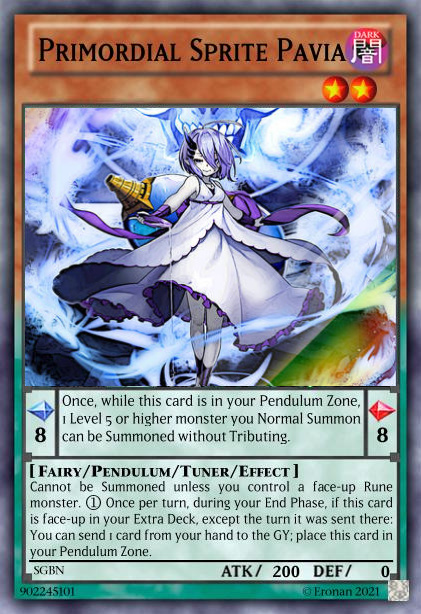 Primordial Sprite Pavia
DARK
闇
Once, while this card is in your Pendulum Zone,
1 Level 5 or higher monster you Normal Summon
can be Summoned without Tributing.
8
8
[ Fairy/Pendulum/Tuner/Effect ]
Cannot be Summoned unless you control a face-up Rune
monster. ① Once per turn, during your End Phase, if this card
is face-up in your Extra Deck, except the turn it was sent there:
You can send 1 card from your hand to the GY; place this card in
your Pendulum Zone.
SGBN
ATK/ 200 DEF/ 0
902245101
© Eronan 2021